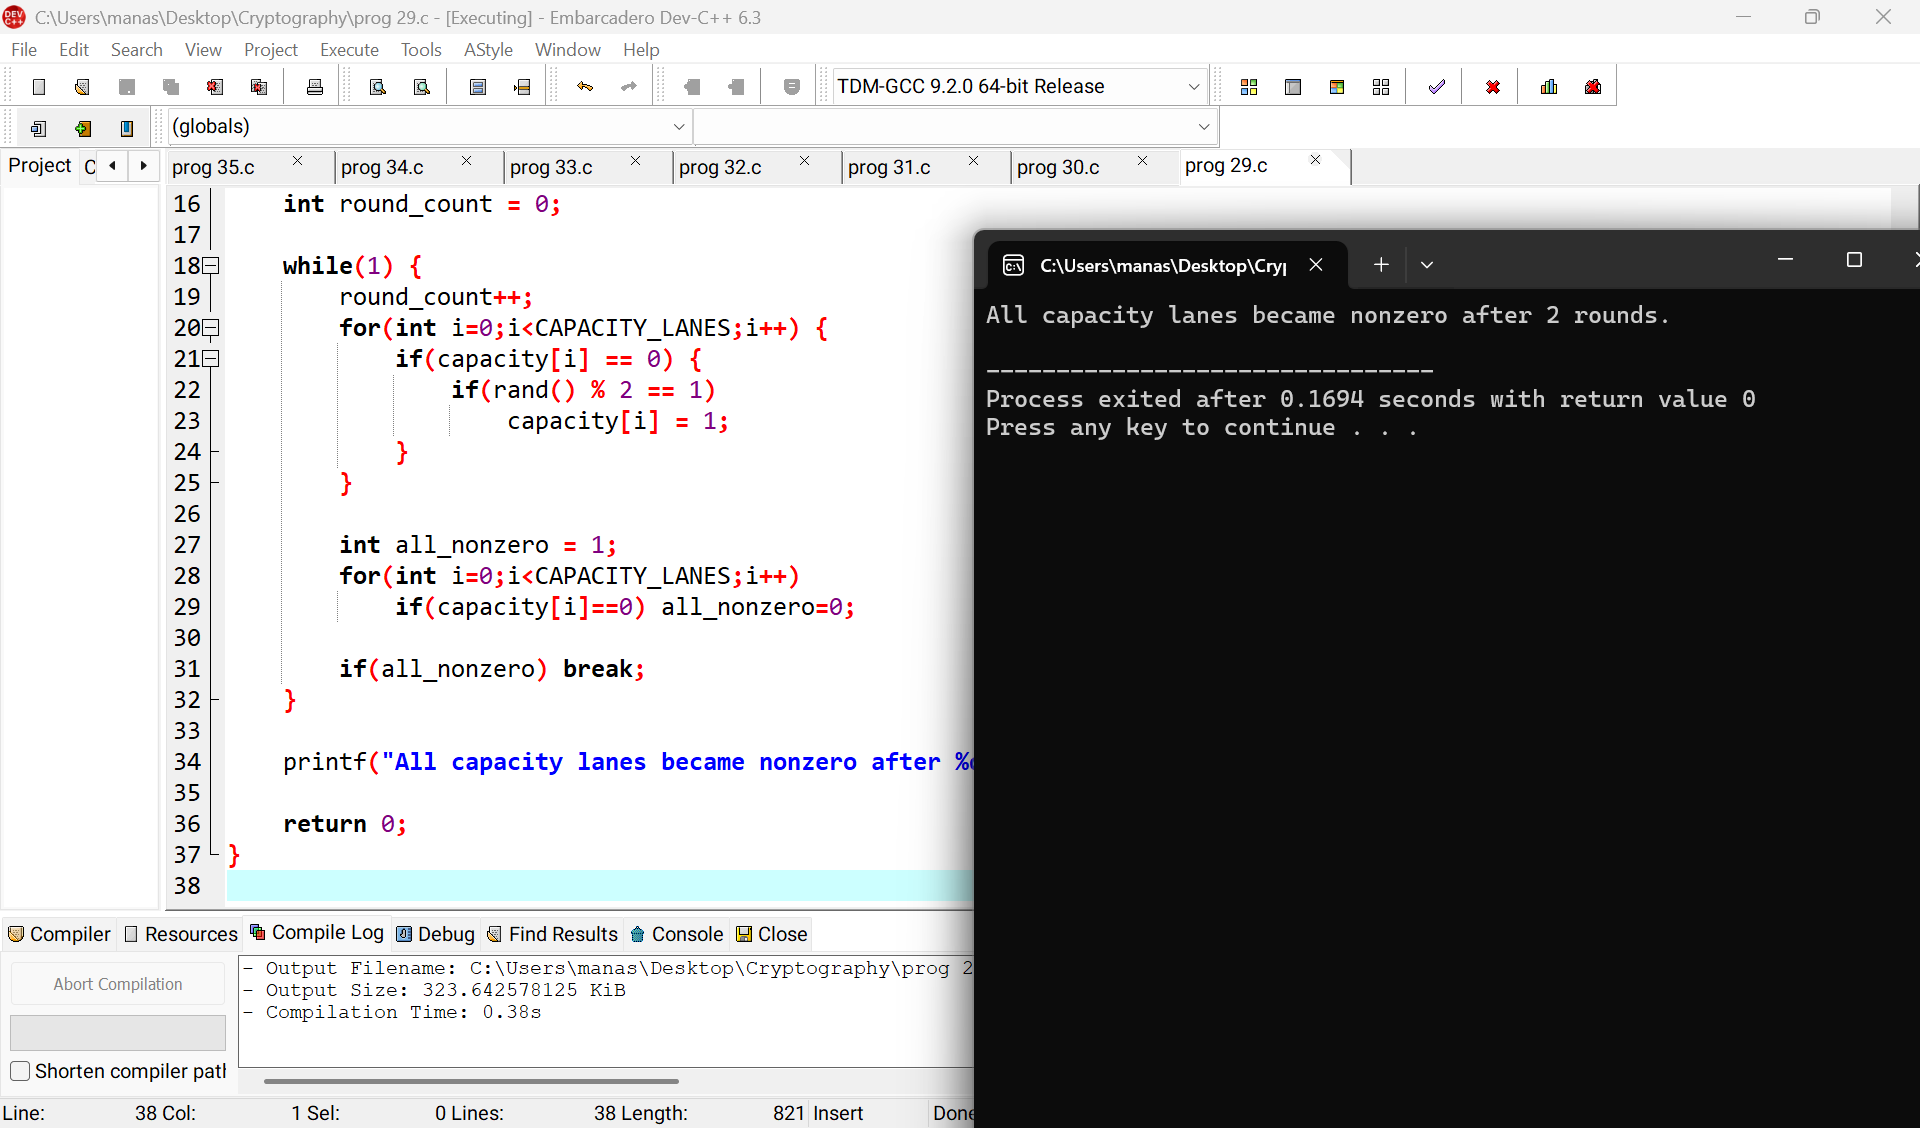 C:\Users\manas\Desktop\Cryptography\prog 29.c - [Executing] - Embarcadero Dev-C++ 6.3
File Edit Search View Project Execute Tools AStyle Window Help
TDM-GCC 9.2.0 64-bit Release
(globals)
Project
prog 35.c prog 34.c prog 33.c prog 32.c prog 31.c prog 30.c prog 29.c
16     int round_count = 0;
17
18     while(1) {
19         round_count++;
20         for(int i=0;i<CAPACITY_LANES;i++) {
21             if(capacity[i] == 0) {
22                 if(rand() % 2 == 1)
23                     capacity[i] = 1;
24             }
25         }
26
27         int all_nonzero = 1;
28         for(int i=0;i<CAPACITY_LANES;i++)
29             if(capacity[i]==0) all_nonzero=0;
30
31         if(all_nonzero) break;
32     }
33
34     printf("All capacity lanes became nonzero after %
35
36     return 0;
37 }
38
C:\Users\manas\Desktop\Cry
All capacity lanes became nonzero after 2 rounds.
--------------------------------
Process exited after 0.1694 seconds with return value 0
Press any key to continue . . .
Compiler Resources Compile Log Debug Find Results Console Close
Abort Compilation
Shorten compiler pat
- Output Filename: C:\Users\manas\Desktop\Cryptography\prog 2
- Output Size: 323.642578125 KiB
- Compilation Time: 0.38s
Line: 38 Col: 1 Sel: 0 Lines: 38 Length: 821 Insert Done